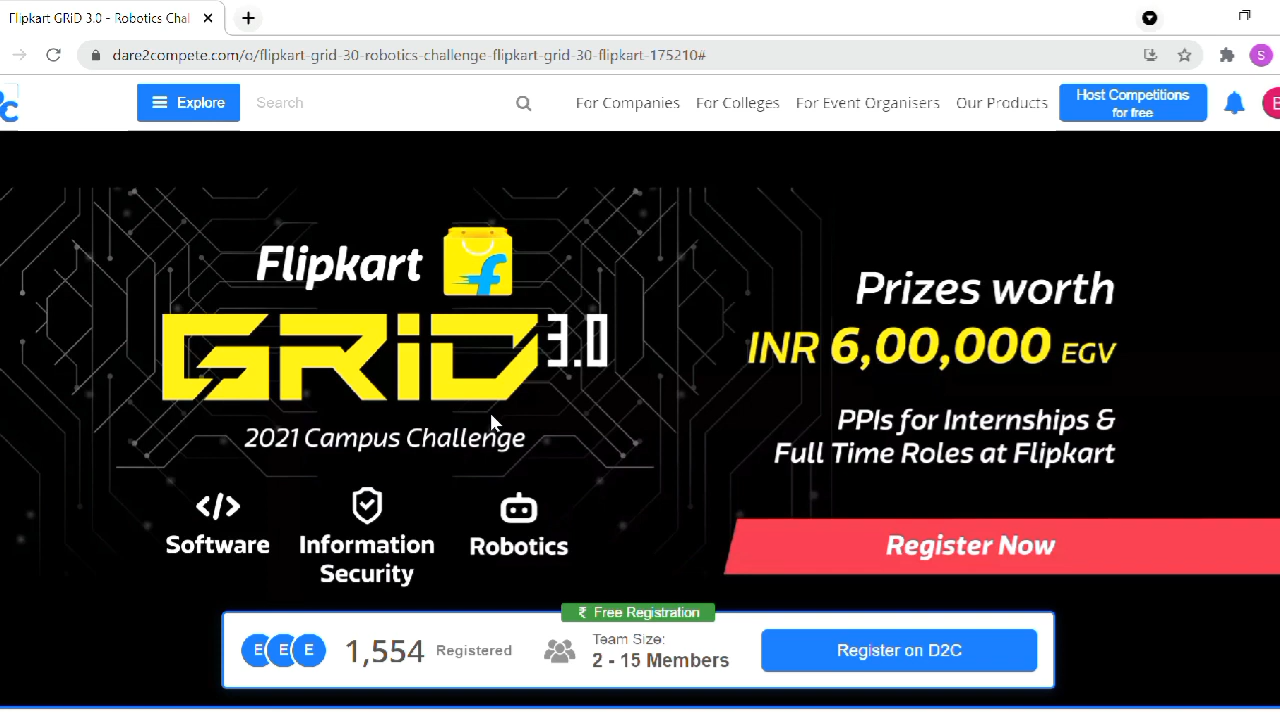 Flipkart GRiD 3.0 - Robotics Chal
dare2compete.com/o/flipkart-grid-30-robotics-challenge-flipkart-grid-30-flipkart-175210#
S
Explore
Search
For Companies
For Colleges
For Event Organisers
Our Products
Host Competitions
for free
Flipkart
GRiD 3.0
2021 Campus Challenge
Software
Information
Security
Robotics
Prizes worth
INR 6,00,000 EGV
PPIs for Internships &
Full Time Roles at Flipkart
Register Now
₹ Free Registration
E E E
1,554 Registered
Team Size:
2 - 15 Members
Register on D2C